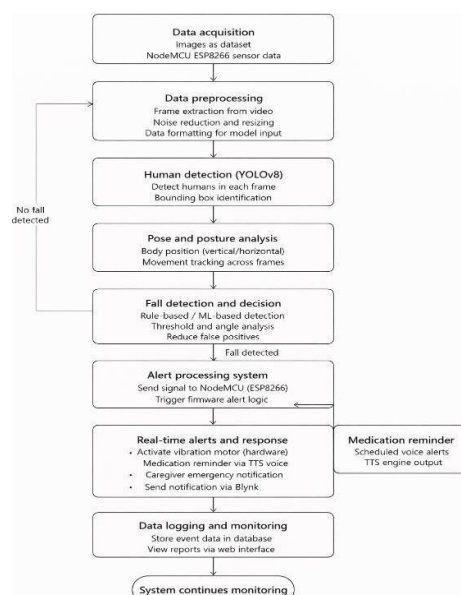 Data acquisition
Images as dataset
NodeMCU ESP8266 sensor data
Data preprocessing
Frame extraction from video
Noise reduction and resizing
Data formatting for model input
Human detection (YOLOv8)
Detect humans in each frame
Bounding box identification
No fall
detected
Pose and posture analysis
Body position (vertical/horizontal)
Movement tracking across frames
Fall detection and decision
Rule-based / ML-based detection
Threshold and angle analysis
Reduce false positives
Fall detected
Alert processing system
Send signal to NodeMCU (ESP8266)
Trigger firmware alert logic
Real-time alerts and response
• Activate vibration motor (hardware)
Medication reminder via TTS voice
• Caregiver emergency notification
• Send notification via Blynk
Medication reminder
Scheduled voice alerts
TTS engine output
Data logging and monitoring
Store event data in database
View reports via web interface
System continues monitoring